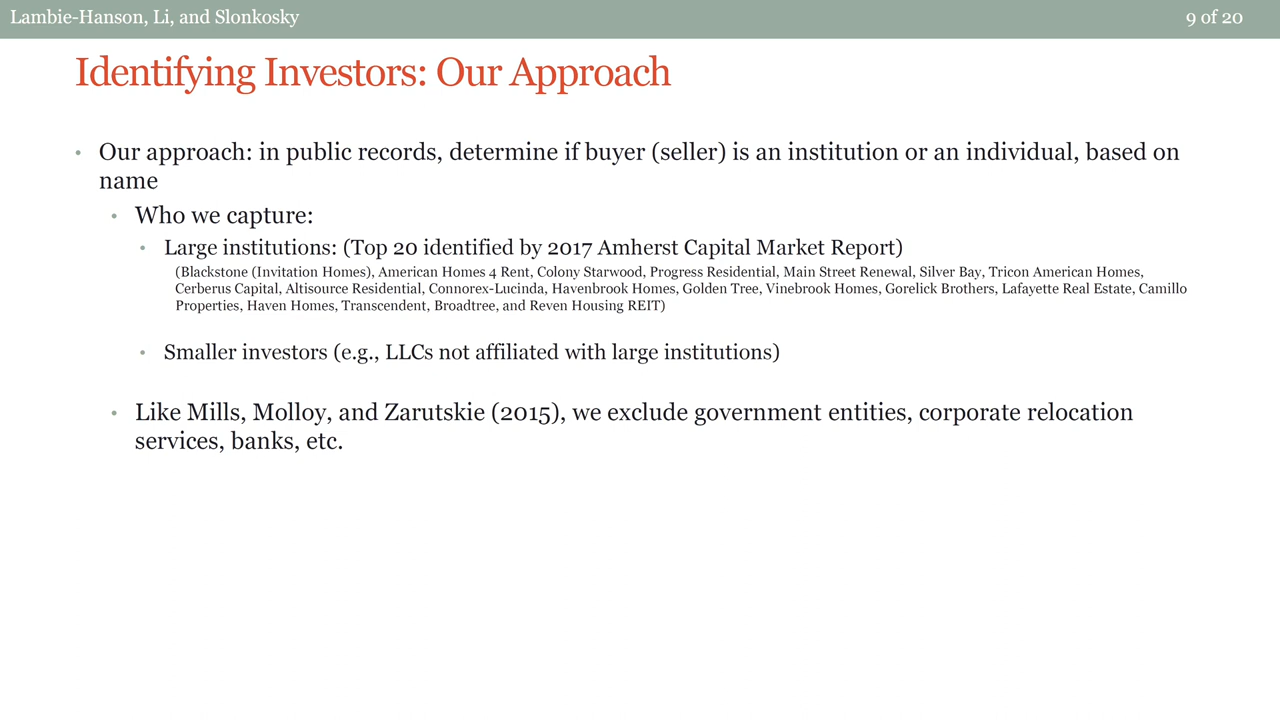 Lambie-Hanson, Li, and Slonkosky
9 of 20
Identifying Investors: Our Approach
• Our approach: in public records, determine if buyer (seller) is an institution or an individual, based on
name
• Who we capture:
• Large institutions: (Top 20 identified by 2017 Amherst Capital Market Report)
(Blackstone (Invitation Homes), American Homes 4 Rent, Colony Starwood, Progress Residential, Main Street Renewal, Silver Bay, Tricon American Homes,
Cerberus Capital, Altisource Residential, Connorex-Lucinda, Havenbrook Homes, Golden Tree, Vinebrook Homes, Gorelick Brothers, Lafayette Real Estate, Camillo
Properties, Haven Homes, Transcendent, Broadtree, and Reven Housing REIT)
• Smaller investors (e.g., LLCs not affiliated with large institutions)
• Like Mills, Molloy, and Zarutskie (2015), we exclude government entities, corporate relocation
services, banks, etc.